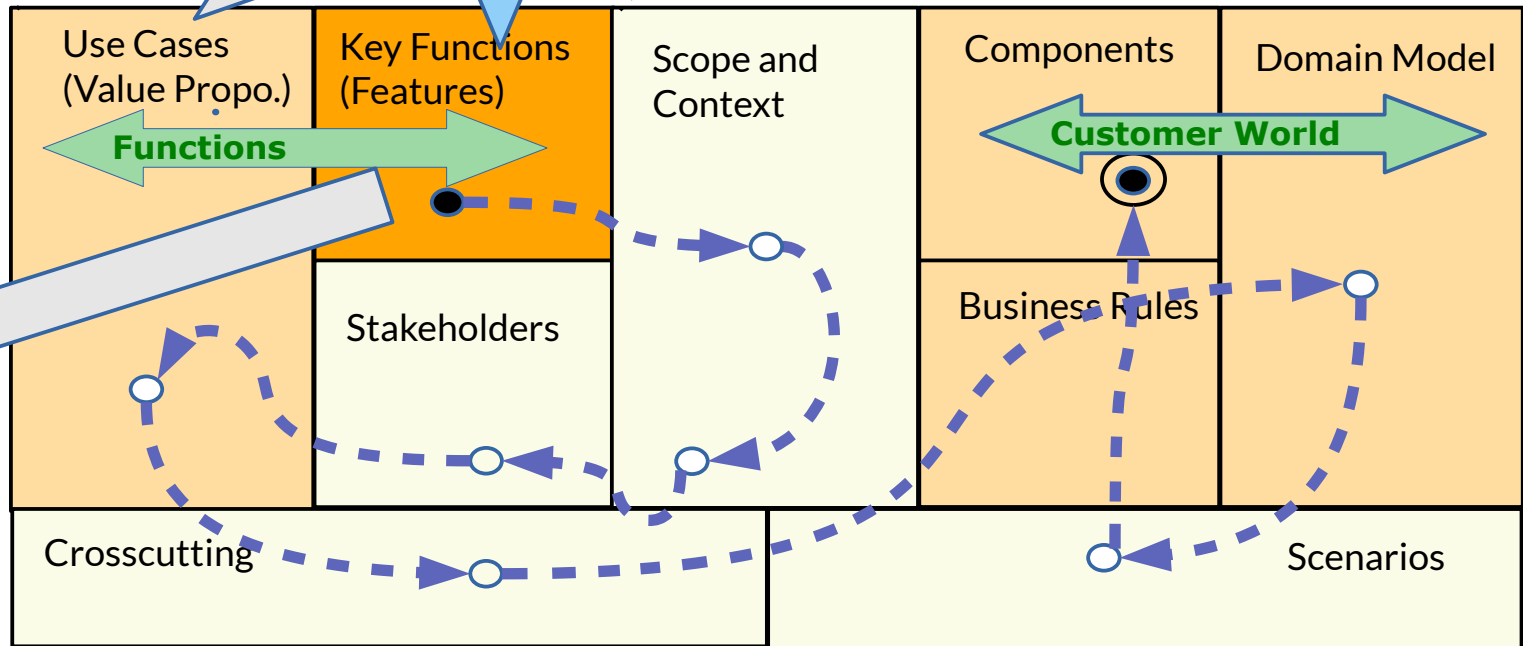 Use Cases
(Value Propo.)
Key Functions
(Features)
Scope and
Context
Components
Domain Model
Functions
Customer World
Stakeholders
Business Rules
Crosscutting
Scenarios